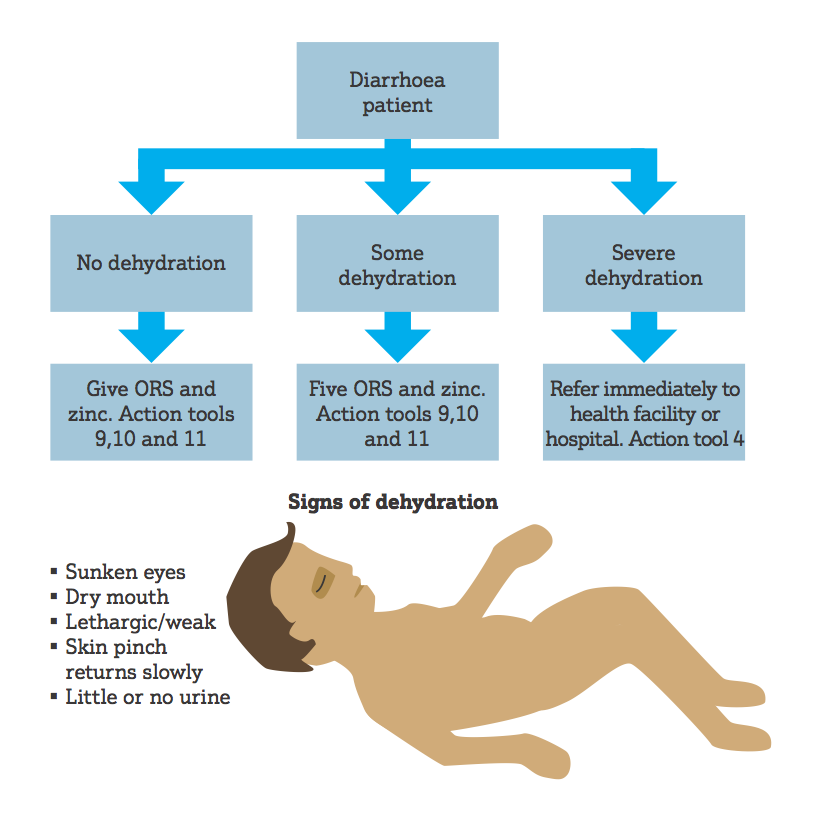 Diarrhoea
patient
No dehydration
Some
dehydration
Severe
dehydration
Give ORS and
zinc. Action tools
9,10 and 11
Five ORS and zinc.
Action tools 9,10
and 11
Refer immediately to
health facility or
hospital. Action tool 4
Signs of dehydration
▪ Sunken eyes
▪ Dry mouth
▪ Lethargic/weak
▪ Skin pinch
returns slowly
▪ Little or no urine